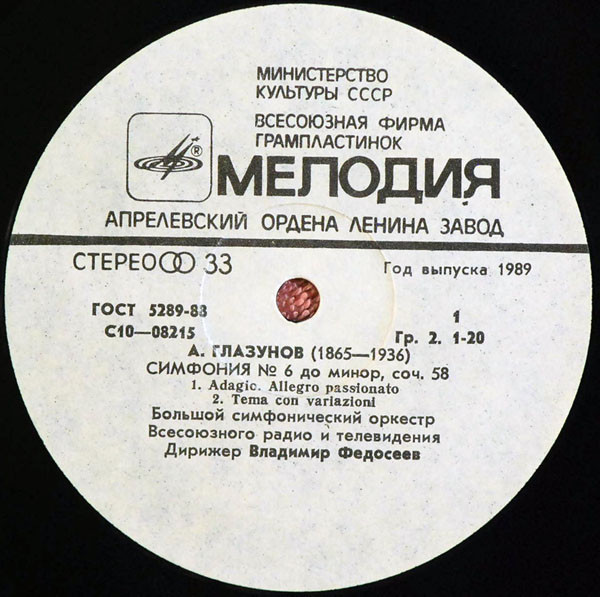 МИНИСТЕРСТВО
КУЛЬТУРЫ СССР
ВСЕСОЮЗНАЯ ФИРМА
ГРАМПЛАСТИНОК
®
МЕЛОДИЯ
АПРЕЛЕВСКИЙ ОРДЕНА ЛЕНИНА ЗАВОД
СТЕРЕО 33
Год выпуска 1989
ГОСТ 5289-88
1
С10—08215
Гр. 2. 1-20
А. ГЛАЗУНОВ (1865—1936)
СИМФОНИЯ № 6 до минор, соч. 58
1. Adagio. Allegro passionato
2. Tema con variazioni
Большой симфонический оркестр
Всесоюзного радио и телевидения
Дирижер Владимир Федосеев